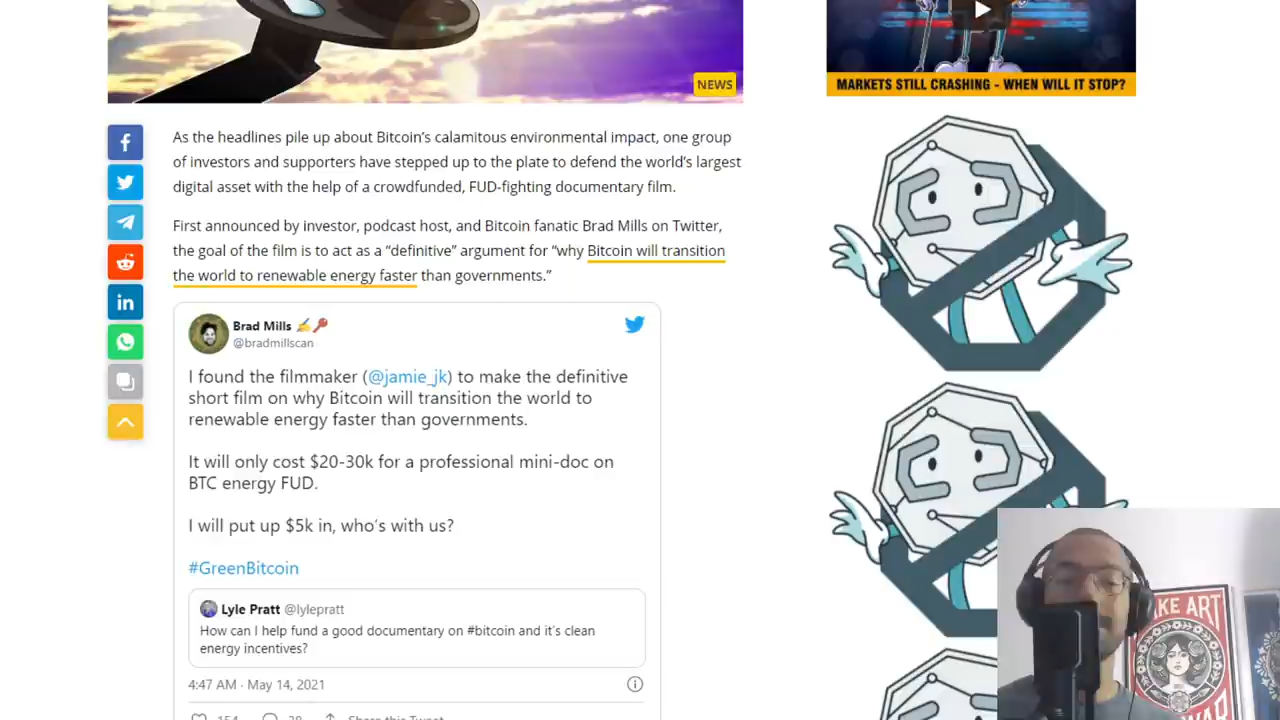 NEWS
MARKETS STILL CRASHING - WHEN WILL IT STOP?
As the headlines pile up about Bitcoin’s calamitous environmental impact, one group
of investors and supporters have stepped up to the plate to defend the world’s largest
digital asset with the help of a crowdfunded, FUD-fighting documentary film.
First announced by investor, podcast host, and Bitcoin fanatic Brad Mills on Twitter,
the goal of the film is to act as a “definitive” argument for “why Bitcoin will transition
the world to renewable energy faster than governments.”
Brad Mills ✍️🔑
@bradmillscan
I found the filmmaker (@jamie_jk) to make the definitive
short film on why Bitcoin will transition the world to
renewable energy faster than governments.
It will only cost $20-30k for a professional mini-doc on
BTC energy FUD.
I will put up $5k in, who’s with us?
#GreenBitcoin
Lyle Pratt @lylepratt
How can I help fund a good documentary on #bitcoin and it’s clean
energy incentives?
4:47 AM · May 14, 2021
154 28 Share this Tweet
ART